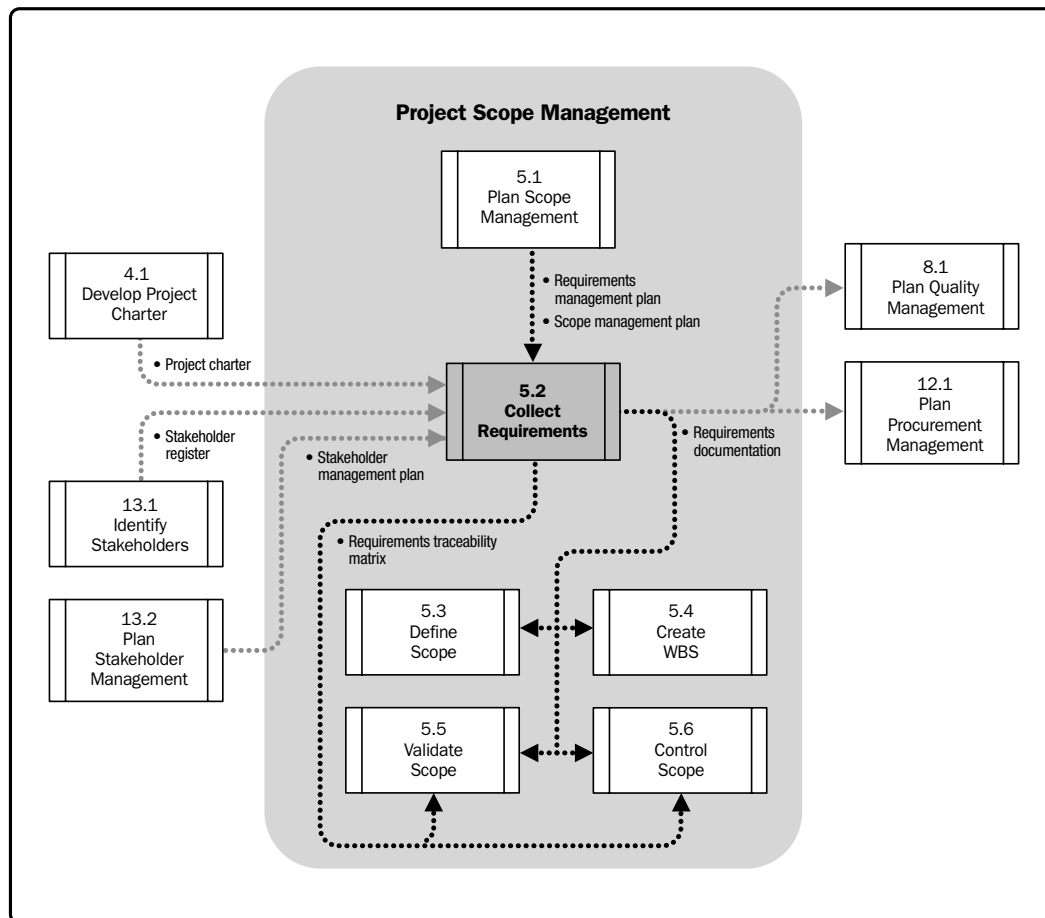 Project Scope Management
5.1
Plan Scope
Management
4.1
Develop Project
Charter
8.1
Plan Quality
Management
• Requirements
management plan
• Scope management plan
• Project charter
5.2
Collect
Requirements
12.1
Plan
Procurement
Management
• Stakeholder
register
• Stakeholder
management plan
• Requirements
documentation
13.1
Identify
Stakeholders
• Requirements traceability
matrix
13.2
Plan
Stakeholder
Management
5.3
Define
Scope
5.4
Create
WBS
5.5
Validate
Scope
5.6
Control
Scope